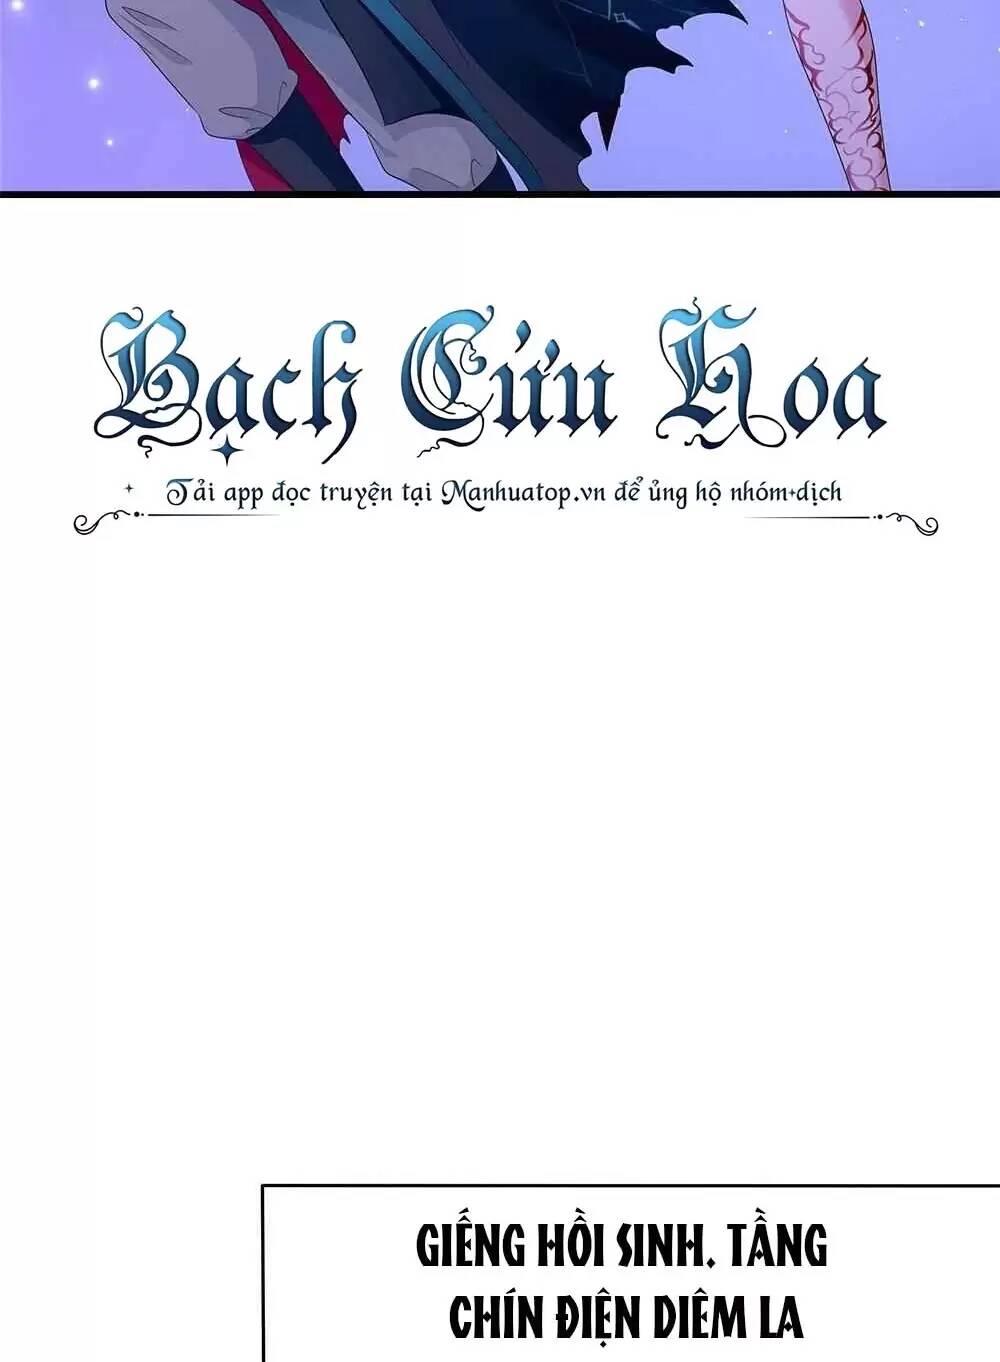 Bạch Cửu Hoa
Tải app đọc truyện tại Manhuatop.vn để ủng hộ nhóm dịch
GIẾNG HỒI SINH. TẦNG
CHÍN ĐIỆN DIÊM LA